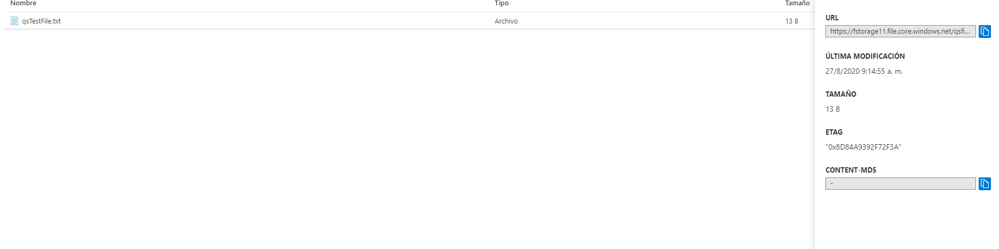 Nombre Tipo Tamaño
qsTestFile.txt Archivo 13 B
URL
https://fstorage11.file.core.windows.net/qsfi...
ÚLTIMA MODIFICACIÓN
27/8/2020 9:14:55 a. m.
TAMAÑO
13 B
ETAG
"0x8D84A9392F72F3A"
CONTENT-MD5
-